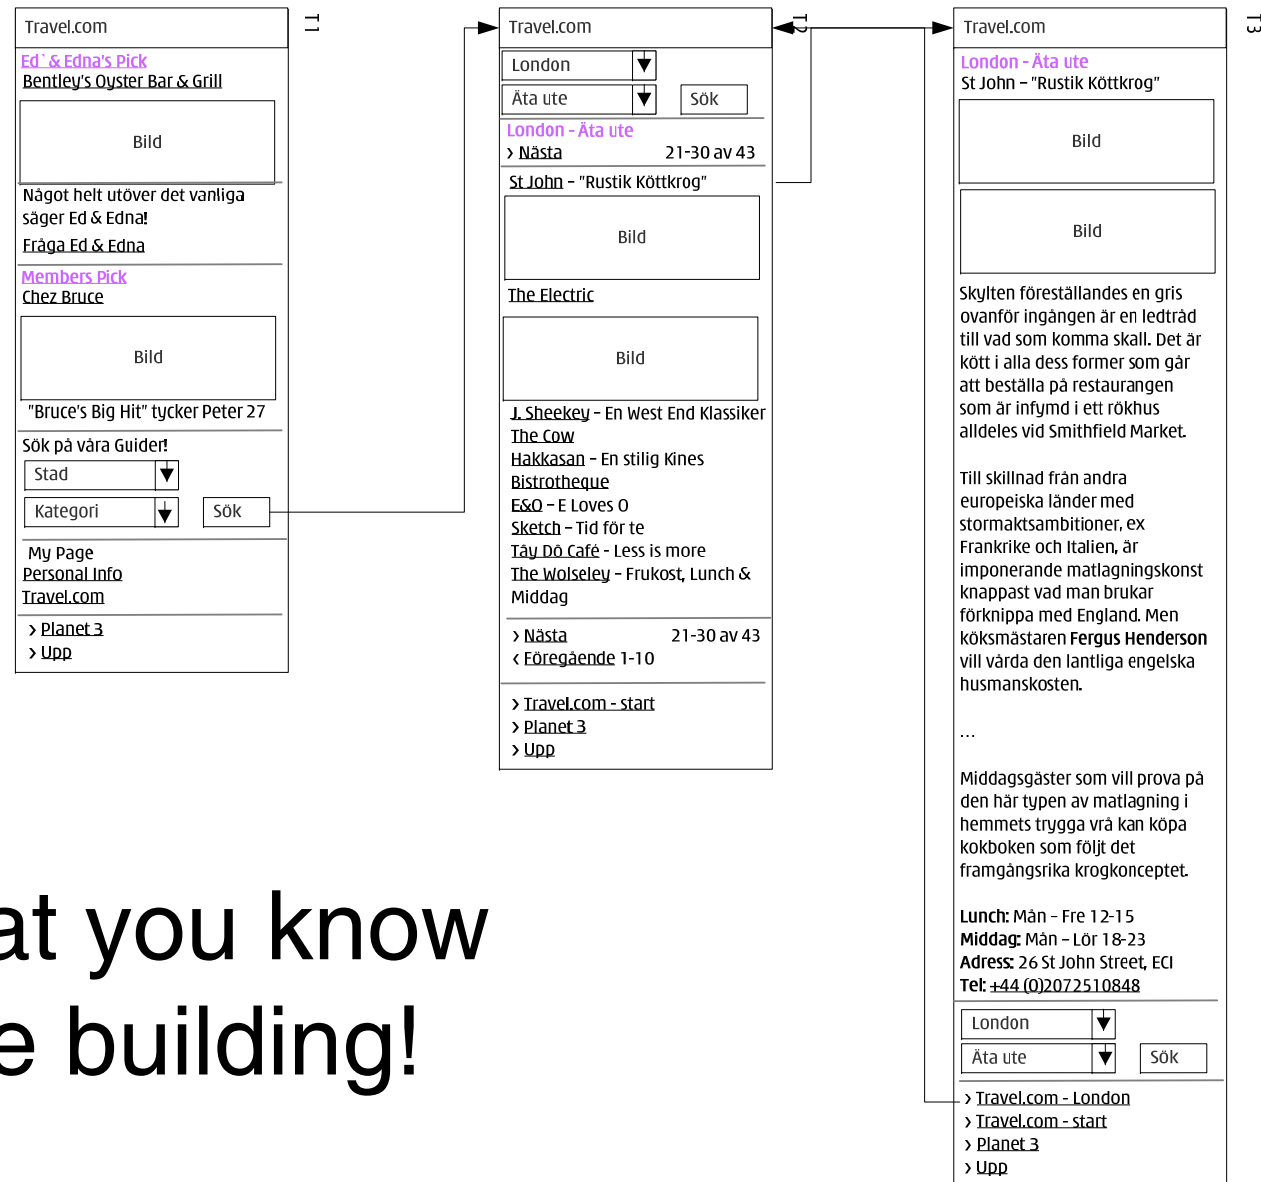 Travel.com
T1
Ed`& Edna's Pick
Bentley's Oyster Bar & Grill
Bild
Något helt utöver det vanliga
säger Ed & Edna!
Fråga Ed & Edna
Members Pick
Chez Bruce
Bild
"Bruce's Big Hit" tycker Peter 27
Sök på våra Guider!
Stad
Kategori
Sök
My Page
Personal Info
Travel.com
› Planet 3
› Upp
Travel.com
T2
London
Äta ute
Sök
London - Äta ute
› Nästa 21-30 av 43
St John – "Rustik Köttkrog"
Bild
The Electric
Bild
J. Sheekey – En West End Klassiker
The Cow
Hakkasan – En stilig Kines
Bistrotheque
E&O – E Loves O
Sketch – Tid för te
Tây Dô Café - Less is more
The Wolseley – Frukost, Lunch &
Middag
› Nästa 21-30 av 43
‹ Föregående 1-10
› Travel.com - start
› Planet 3
› Upp
Travel.com
T3
London - Äta ute
St John – "Rustik Köttkrog"
Bild
Bild
Skylten föreställandes en gris
ovanför ingången är en ledtråd
till vad som komma skall. Det är
kött i alla dess former som går
att beställa på restaurangen
som är infymd i ett rökhus
alldeles vid Smithfield Market.
Till skillnad från andra
europeiska länder med
stormaktsambitioner, ex
Frankrike och Italien, är
imponerande matlagningskonst
knappast vad man brukar
förknippa med England. Men
köksmästaren Fergus Henderson
vill vårda den lantliga engelska
husmanskosten.
…
Middagsgäster som vill prova på
den här typen av matlagning i
hemmets trygga vrå kan köpa
kokboken som följt det
framgångsrika krogkonceptet.
Lunch: Mån – Fre 12-15
Middag: Mån – Lör 18-23
Adress: 26 St John Street, ECI
Tel: +44 (0)2072510848
London
Äta ute
Sök
› Travel.com - London
› Travel.com - start
› Planet 3
› Upp
at you know
e building!